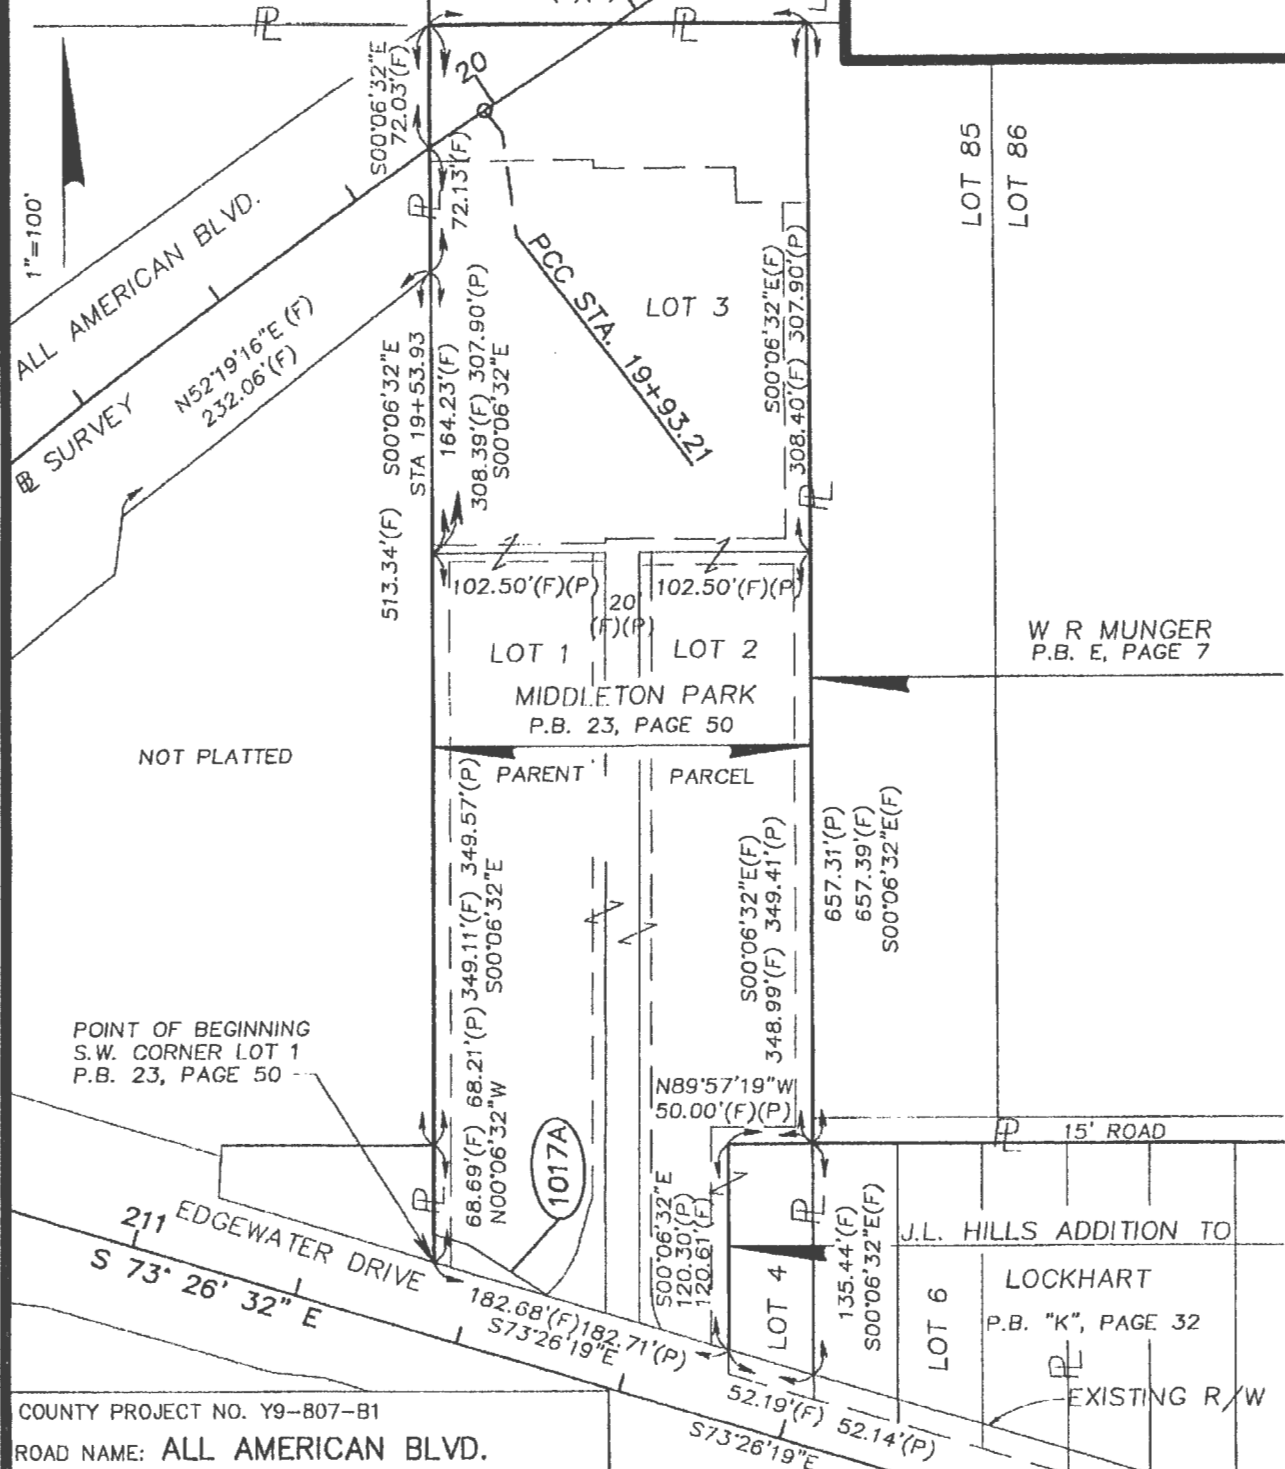 1"=100'
S00°06'32"E
72.03'(F)
20
72.13'(F)
PL
PL
PL
ALL AMERICAN BLVD.
BL SURVEY
N52°19'16"E (F)
232.06'(F)
PCC STA. 19+93.21
LOT 3
LOT 85
LOT 86
S00°06'32"E
STA 19+53.93
164.23'(F)
308.39'(F) 307.90'(P)
S00°06'32"E
S00°06'32"E(F)
308.40'(F) 307.90'(P)
PL
513.34'(F)
102.50'(F)(P)
20'
(F)(P)
102.50'(F)(P)
LOT 1
LOT 2
MIDDLETON PARK
P.B. 23, PAGE 50
W R MUNGER
P.B. E, PAGE 7
NOT PLATTED
PARENT
PARCEL
349.11'(F) 349.57'(P)
S00°06'32"E
S00°06'32"E(F)
348.99'(F) 349.41'(P)
657.31'(P)
657.39'(F)
S00°06'32"E(F)
POINT OF BEGINNING
S.W. CORNER LOT 1
P.B. 23, PAGE 50
68.69'(F) 68.21'(P)
N00°06'32"W
1017A
N89°57'19"W
50.00'(F)(P)
PL
PL
PL
15' ROAD
S00°06'32"E
120.30'(P)
120.61'(F)
LOT 4
135.44'(F)
S00°06'32"E(F)
J.L. HILLS ADDITION TO
LOCKHART
P.B. "K", PAGE 32
LOT 6
PL
EXISTING R/W
211
EDGEWATER DRIVE
S 73° 26' 32" E
182.68'(F) 182.71'(P)
S73°26'19"E
52.19'(F) 52.14'(P)
S73°26'19"E
COUNTY PROJECT NO. Y9-807-B1
ROAD NAME: ALL AMERICAN BLVD.